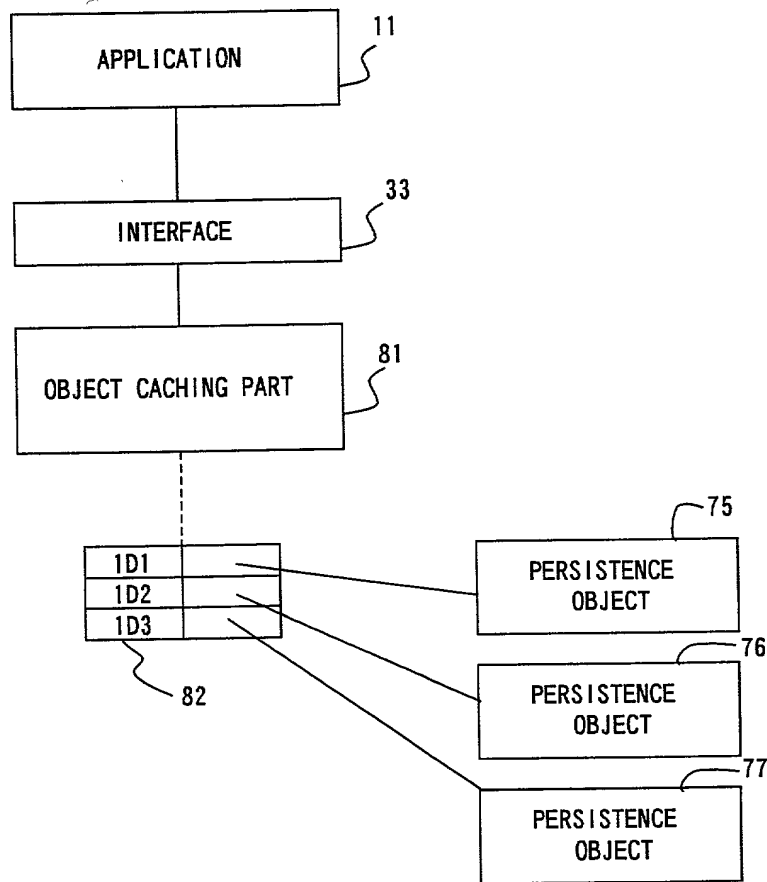 APPLICATION
11
INTERFACE
33
OBJECT CACHING PART
81
1D1
1D2
1D3
82
75
PERSISTENCE
OBJECT
76
PERSISTENCE
OBJECT
77
PERSISTENCE
OBJECT